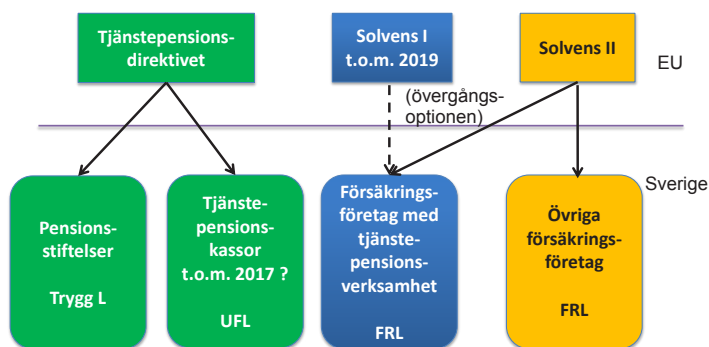 Tjänstepensions-
direktivet
Solvens I
t.o.m. 2019
Solvens II
EU
(övergångs-
optionen)
Sverige
Pensions-
stiftelser
Trygg L
Tjänste-
pensions-
kassor
t.o.m. 2017 ?
UFL
Försäkrings-
företag med
tjänste-
pensions-
verksamhet
FRL
Övriga
försäkrings-
företag
FRL